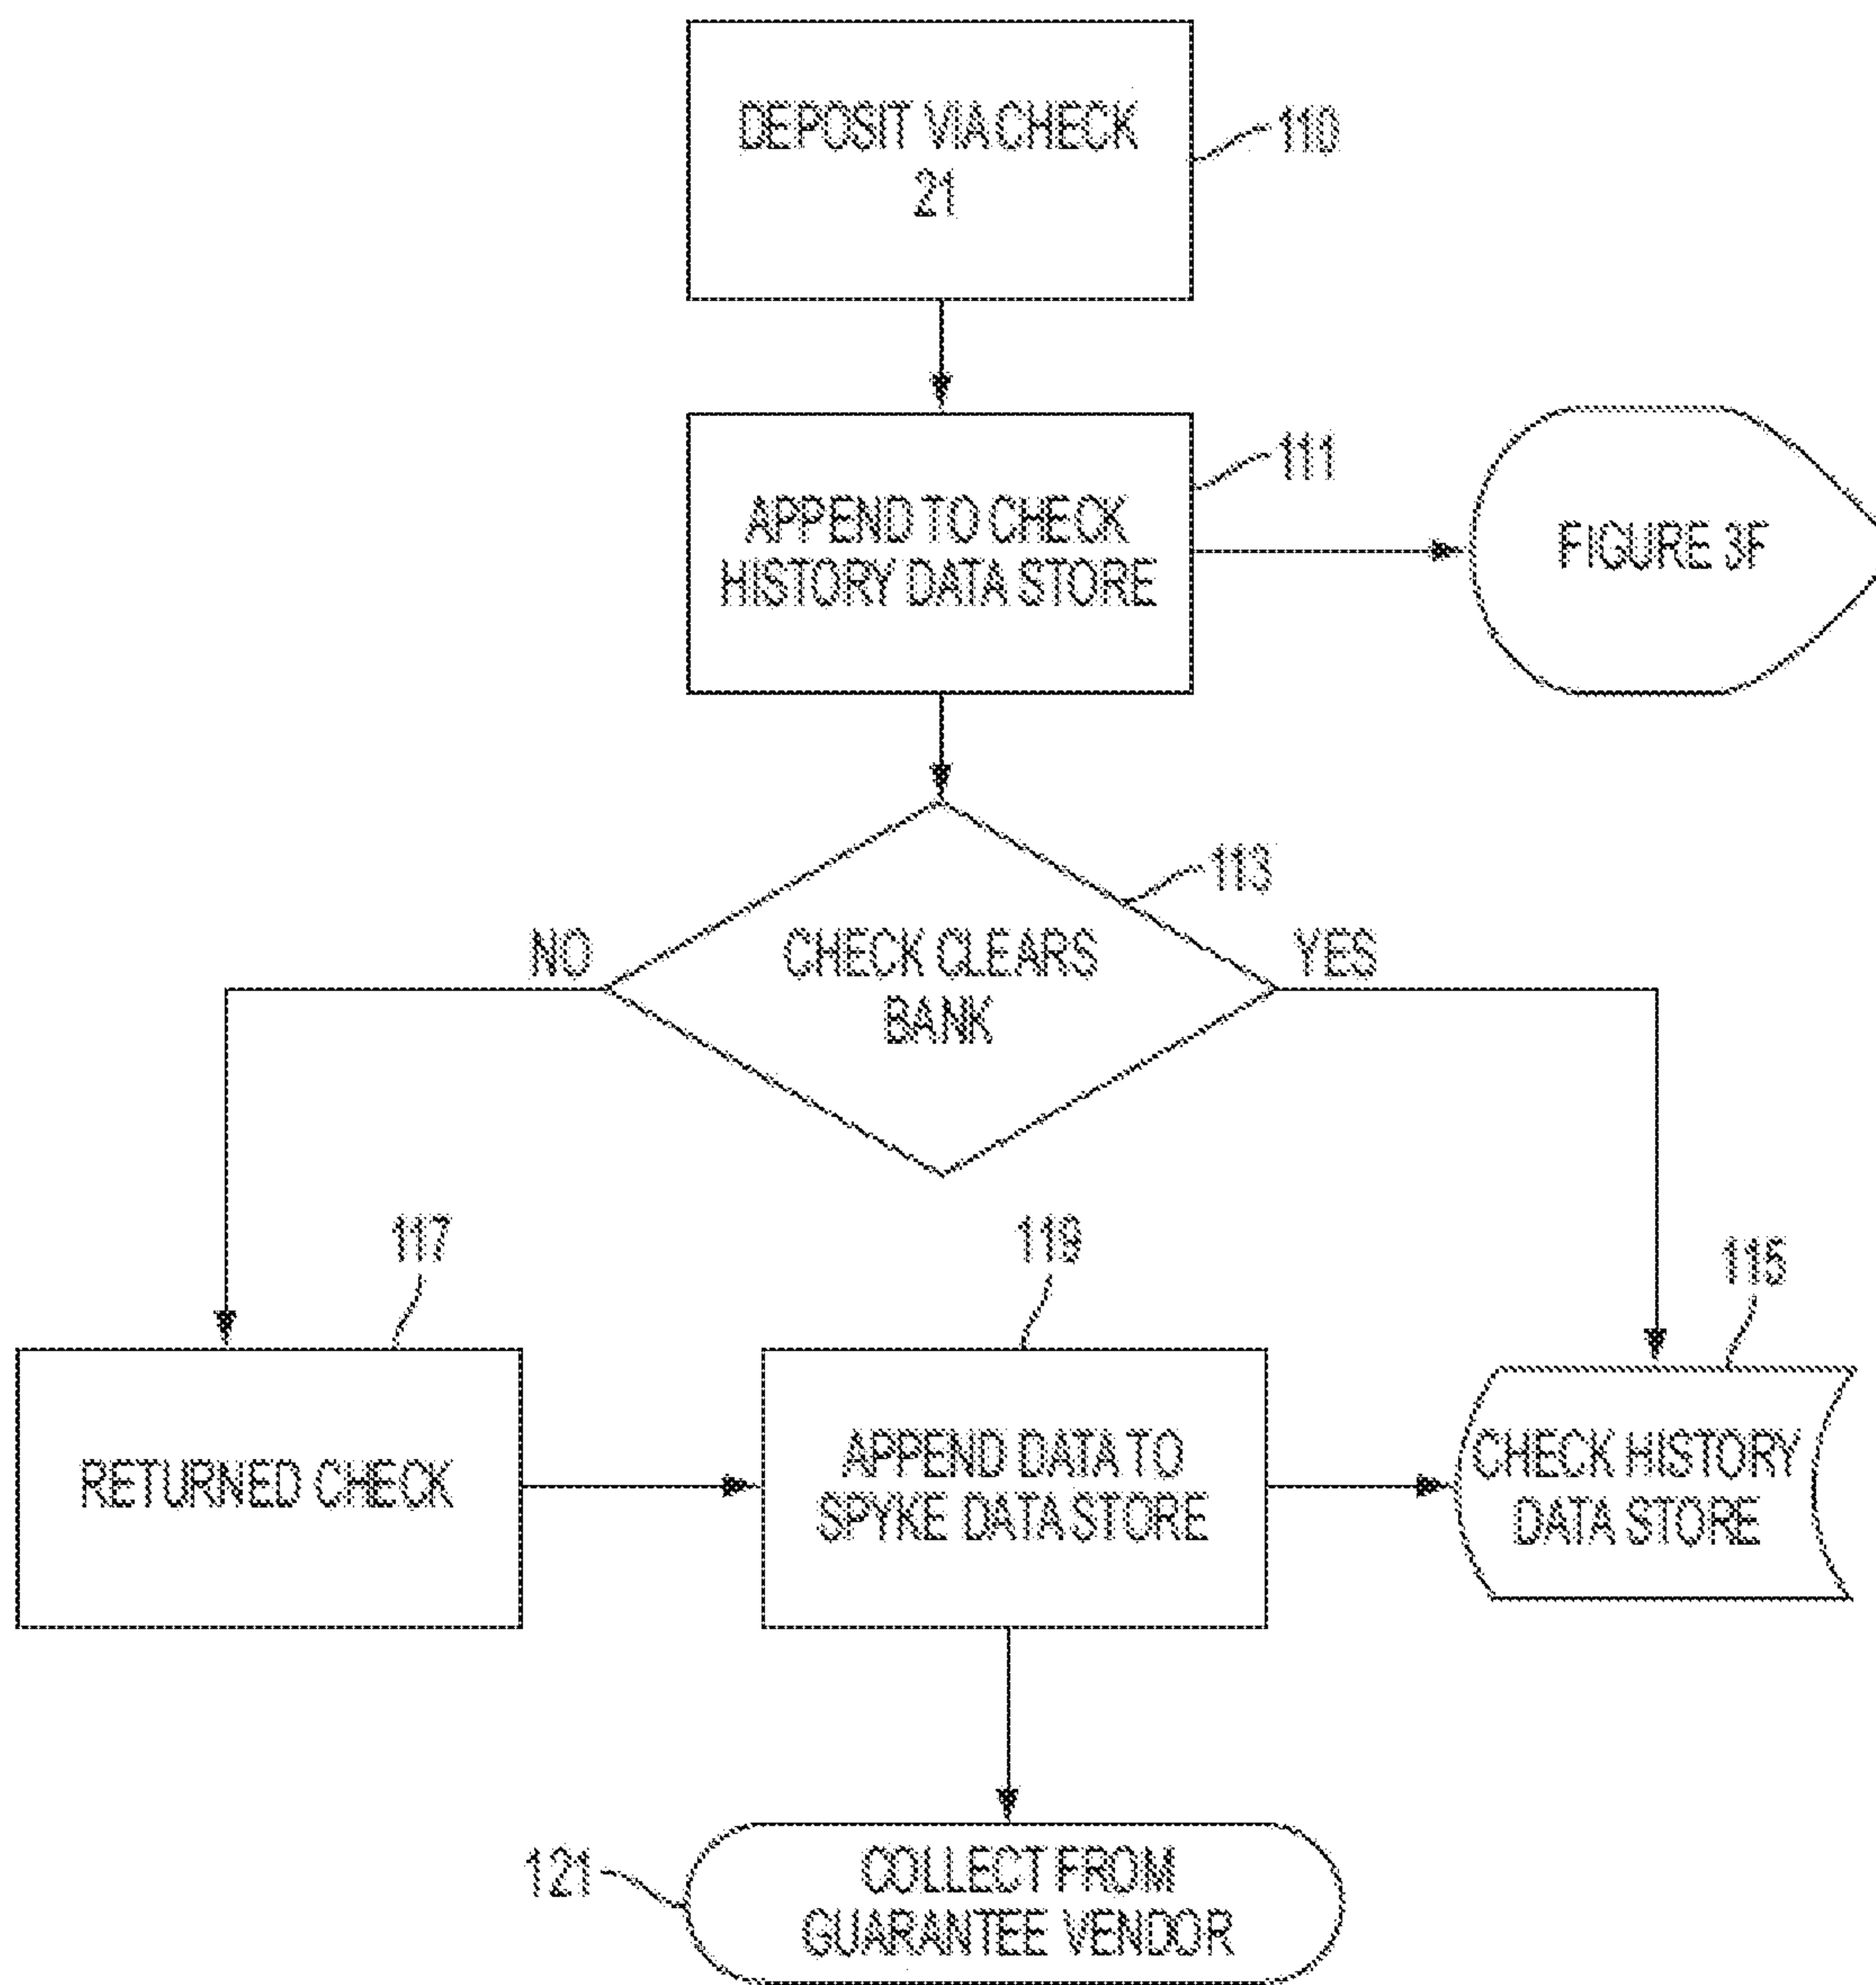 DEPOSIT VIA CHECK
21
110
APPEND TO CHECK
HISTORY DATA STORE
111
FIGURE 3F
113
NO
CHECK CLEARS
BANK
YES
117
119
115
RETURNED CHECK
APPEND DATA TO
SPYKE DATA STORE
CHECK HISTORY
DATA STORE
121
COLLECT FROM
GUARANTEE VENDOR